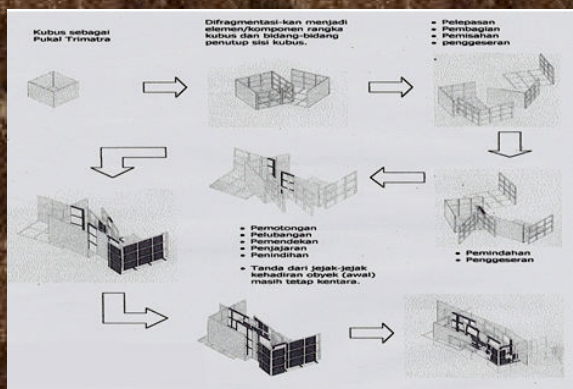 Kubus sebagai
Pukal Trimatra
Difragmentasi-kan menjadi
elemen/komponen rangka
kubus dan bidang-bidang
penutup sisi kubus.
• Pelepasan
• Pembagian
• Pemisahan
• penggeseran
• Pemindahan
• Penggeseran
• Pemotongan
• Pelubangan
• Pemendekan
• Penjajaran
• Penindihan
• Tanda dari jejak-jejak
kehadiran obyek (awal)
masih tetap kentara.